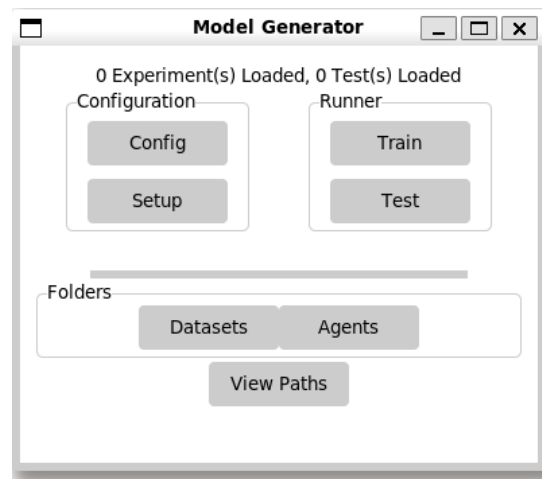 Model Generator
0 Experiment(s) Loaded, 0 Test(s) Loaded
Configuration
Config
Setup
Runner
Train
Test
Folders
Datasets Agents
View Paths